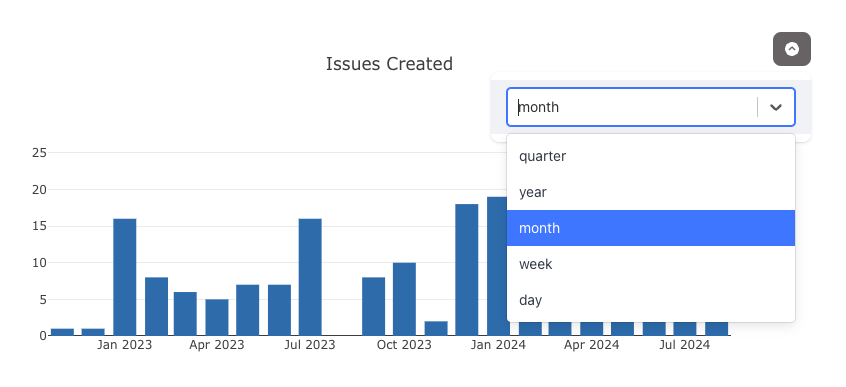 Issues Created
month
quarter
year
month
week
day
25
20
15
10
5
0
Jan 2023 Apr 2023 Jul 2023 Oct 2023 Jan 2024 Apr 2024 Jul 2024